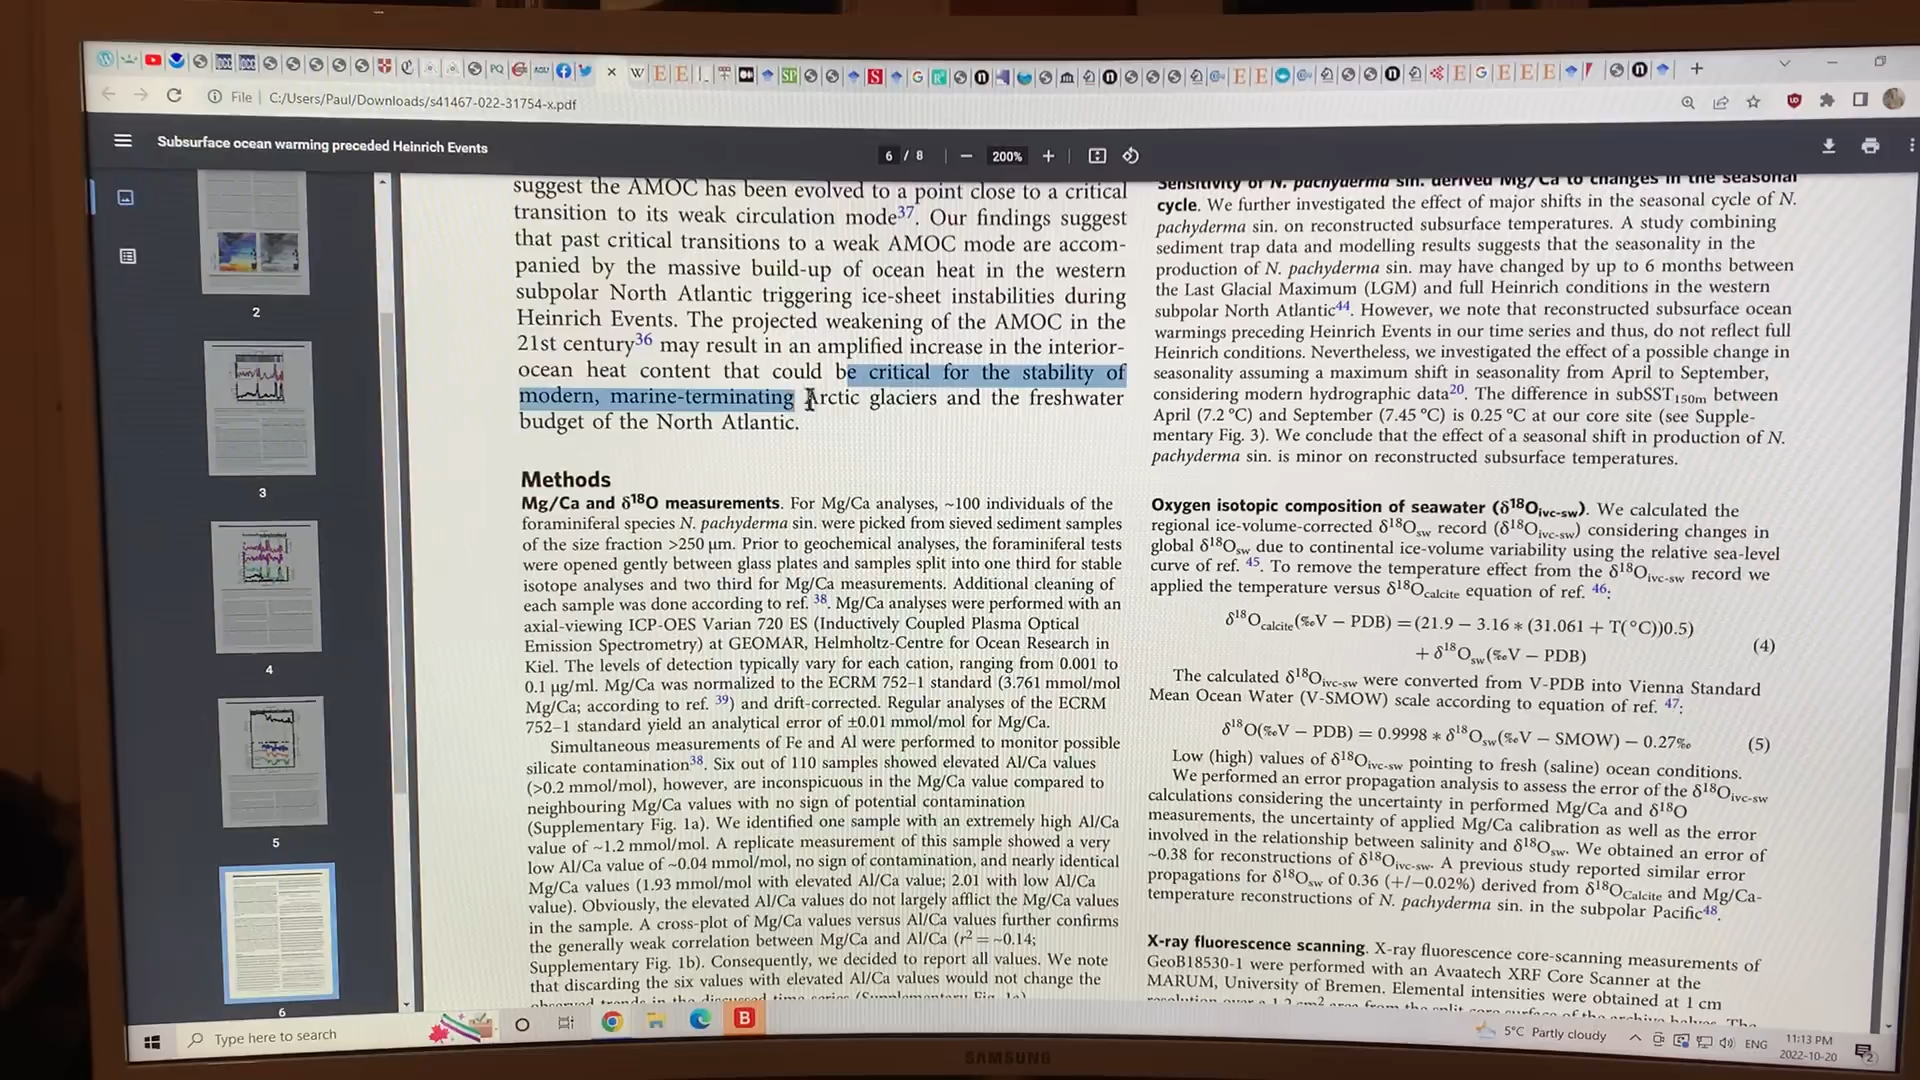 File
C:/Users/Paul/Downloads/s41467-022-31754-x.pdf
Subsurface ocean warming preceded Heinrich Events
6 / 8
200%
2
3
4
5
6
suggest the AMOC has been evolved to a point close to a critical
transition to its weak circulation mode37. Our findings suggest
that past critical transitions to a weak AMOC mode are accom-
panied by the massive build-up of ocean heat in the western
subpolar North Atlantic triggering ice-sheet instabilities during
Heinrich Events. The projected weakening of the AMOC in the
21st century36 may result in an amplified increase in the interior-
ocean heat content that could be critical for the stability of
modern, marine-terminating Arctic glaciers and the freshwater
budget of the North Atlantic.
Methods
Mg/Ca and δ18O measurements. For Mg/Ca analyses, ~100 individuals of the
foraminiferal species N. pachyderma sin. were picked from sieved sediment samples
of the size fraction >250 μm. Prior to geochemical analyses, the foraminiferal tests
were opened gently between glass plates and samples split into one third for stable
isotope analyses and two third for Mg/Ca measurements. Additional cleaning of
each sample was done according to ref. 38. Mg/Ca analyses were performed with an
axial-viewing ICP-OES Varian 720 ES (Inductively Coupled Plasma Optical
Emission Spectrometry) at GEOMAR, Helmholtz-Centre for Ocean Research in
Kiel. The levels of detection typically vary for each cation, ranging from 0.001 to
0.1 μg/ml. Mg/Ca was normalized to the ECRM 752–1 standard (3.761 mmol/mol
Mg/Ca; according to ref. 39) and drift-corrected. Regular analyses of the ECRM
752–1 standard yield an analytical error of ±0.01 mmol/mol for Mg/Ca.
Simultaneous measurements of Fe and Al were performed to monitor possible
silicate contamination38. Six out of 110 samples showed elevated Al/Ca values
(>0.2 mmol/mol), however, are inconspicuous in the Mg/Ca value compared to
neighbouring Mg/Ca values with no sign of potential contamination
(Supplementary Fig. 1a). We identified one sample with an extremely high Al/Ca
value of ~1.2 mmol/mol. A replicate measurement of this sample showed a very
low Al/Ca value of ~0.04 mmol/mol, no sign of contamination, and nearly identical
Mg/Ca values (1.93 mmol/mol with elevated Al/Ca value; 2.01 with low Al/Ca
value). Obviously, the elevated Al/Ca values do not largely afflict the Mg/Ca values
in the sample. A cross-plot of Mg/Ca values versus Al/Ca values further confirms
the generally weak correlation between Mg/Ca and Al/Ca (r2 = ~0.14;
Supplementary Fig. 1b). Consequently, we decided to report all values. We note
that discarding the six values with elevated Al/Ca values would not change the
observed trends in the discussed time series (Supplementary Fig. 1a).
Sensitivity of N. pachyderma sin. derived Mg/Ca to changes in the seasonal
cycle. We further investigated the effect of major shifts in the seasonal cycle of N.
pachyderma sin. on reconstructed subsurface temperatures. A study combining
sediment trap data and modelling results suggests that the seasonality in the
production of N. pachyderma sin. may have changed by up to 6 months between
the Last Glacial Maximum (LGM) and full Heinrich conditions in the western
subpolar North Atlantic44. However, we note that reconstructed subsurface ocean
warmings preceding Heinrich Events in our time series and thus, do not reflect full
Heinrich conditions. Nevertheless, we investigated the effect of a possible change in
seasonality assuming a maximum shift in seasonality from April to September,
considering modern hydrographic data20. The difference in subSST150m between
April (7.2 °C) and September (7.45 °C) is 0.25 °C at our core site (see Supple-
mentary Fig. 3). We conclude that the effect of a seasonal shift in production of N.
pachyderma sin. is minor on reconstructed subsurface temperatures.
Oxygen isotopic composition of seawater (δ18Oivc-sw). We calculated the
regional ice-volume-corrected δ18Osw record (δ18Oivc-sw) considering changes in
global δ18Osw due to continental ice-volume variability using the relative sea-level
curve of ref. 45. To remove the temperature effect from the δ18Oivc-sw record we
applied the temperature versus δ18Ocalcite equation of ref. 46:
δ18Ocalcite(‰V − PDB) = (21.9 − 3.16 ∗ (31.061 + T(°C))0.5)
+ δ18Osw(‰V − PDB) (4)
The calculated δ18Oivc-sw were converted from V-PDB into Vienna Standard
Mean Ocean Water (V-SMOW) scale according to equation of ref. 47:
δ18O(‰V − PDB) = 0.9998 ∗ δ18Osw(‰V − SMOW) − 0.27‰ (5)
Low (high) values of δ18Oivc-sw pointing to fresh (saline) ocean conditions.
We performed an error propagation analysis to assess the error of the δ18Oivc-sw
calculations considering the uncertainty in performed Mg/Ca and δ18O
measurements, the uncertainty of applied Mg/Ca calibration as well as the error
involved in the relationship between salinity and δ18Osw. We obtained an error of
~0.38 for reconstructions of δ18Oivc-sw. A previous study reported similar error
propagations for δ18Osw of 0.36 (+/−0.02%) derived from δ18OCalcite and Mg/Ca-
temperature reconstructions of N. pachyderma sin. in the subpolar Pacific48.
X-ray fluorescence scanning. X-ray fluorescence core-scanning measurements of
GeoB18530-1 were performed with an Avaatech XRF Core Scanner at the
MARUM, University of Bremen. Elemental intensities were obtained at 1 cm
resolution over a 1.2 cm2 area from the split core surface of the archive halves. The
Type here to search
5°C Partly cloudy
ENG
11:13 PM
2022-10-20
SAMSUNG